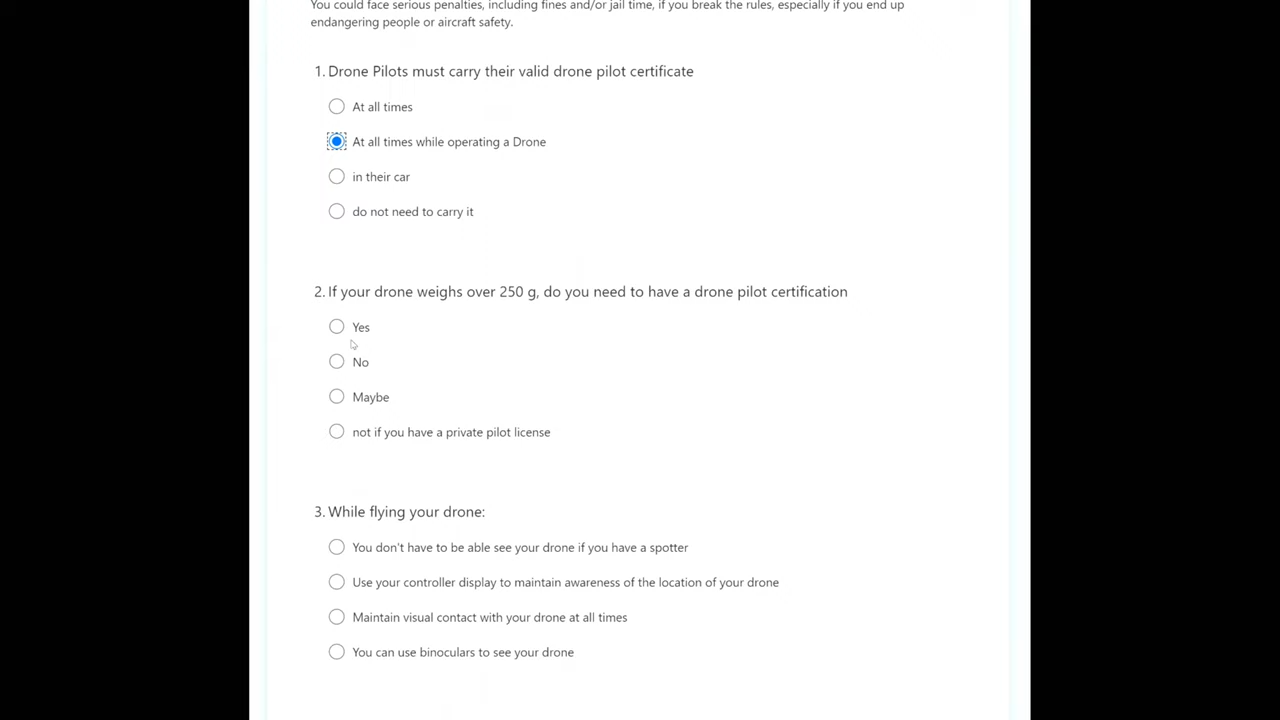 You could face serious penalties, including fines and/or jail time, if you break the rules, especially if you end up
endangering people or aircraft safety.
1. Drone Pilots must carry their valid drone pilot certificate
At all times
At all times while operating a Drone
in their car
do not need to carry it
2. If your drone weighs over 250 g, do you need to have a drone pilot certification
Yes
No
Maybe
not if you have a private pilot license
3. While flying your drone:
You don't have to be able see your drone if you have a spotter
Use your controller display to maintain awareness of the location of your drone
Maintain visual contact with your drone at all times
You can use binoculars to see your drone